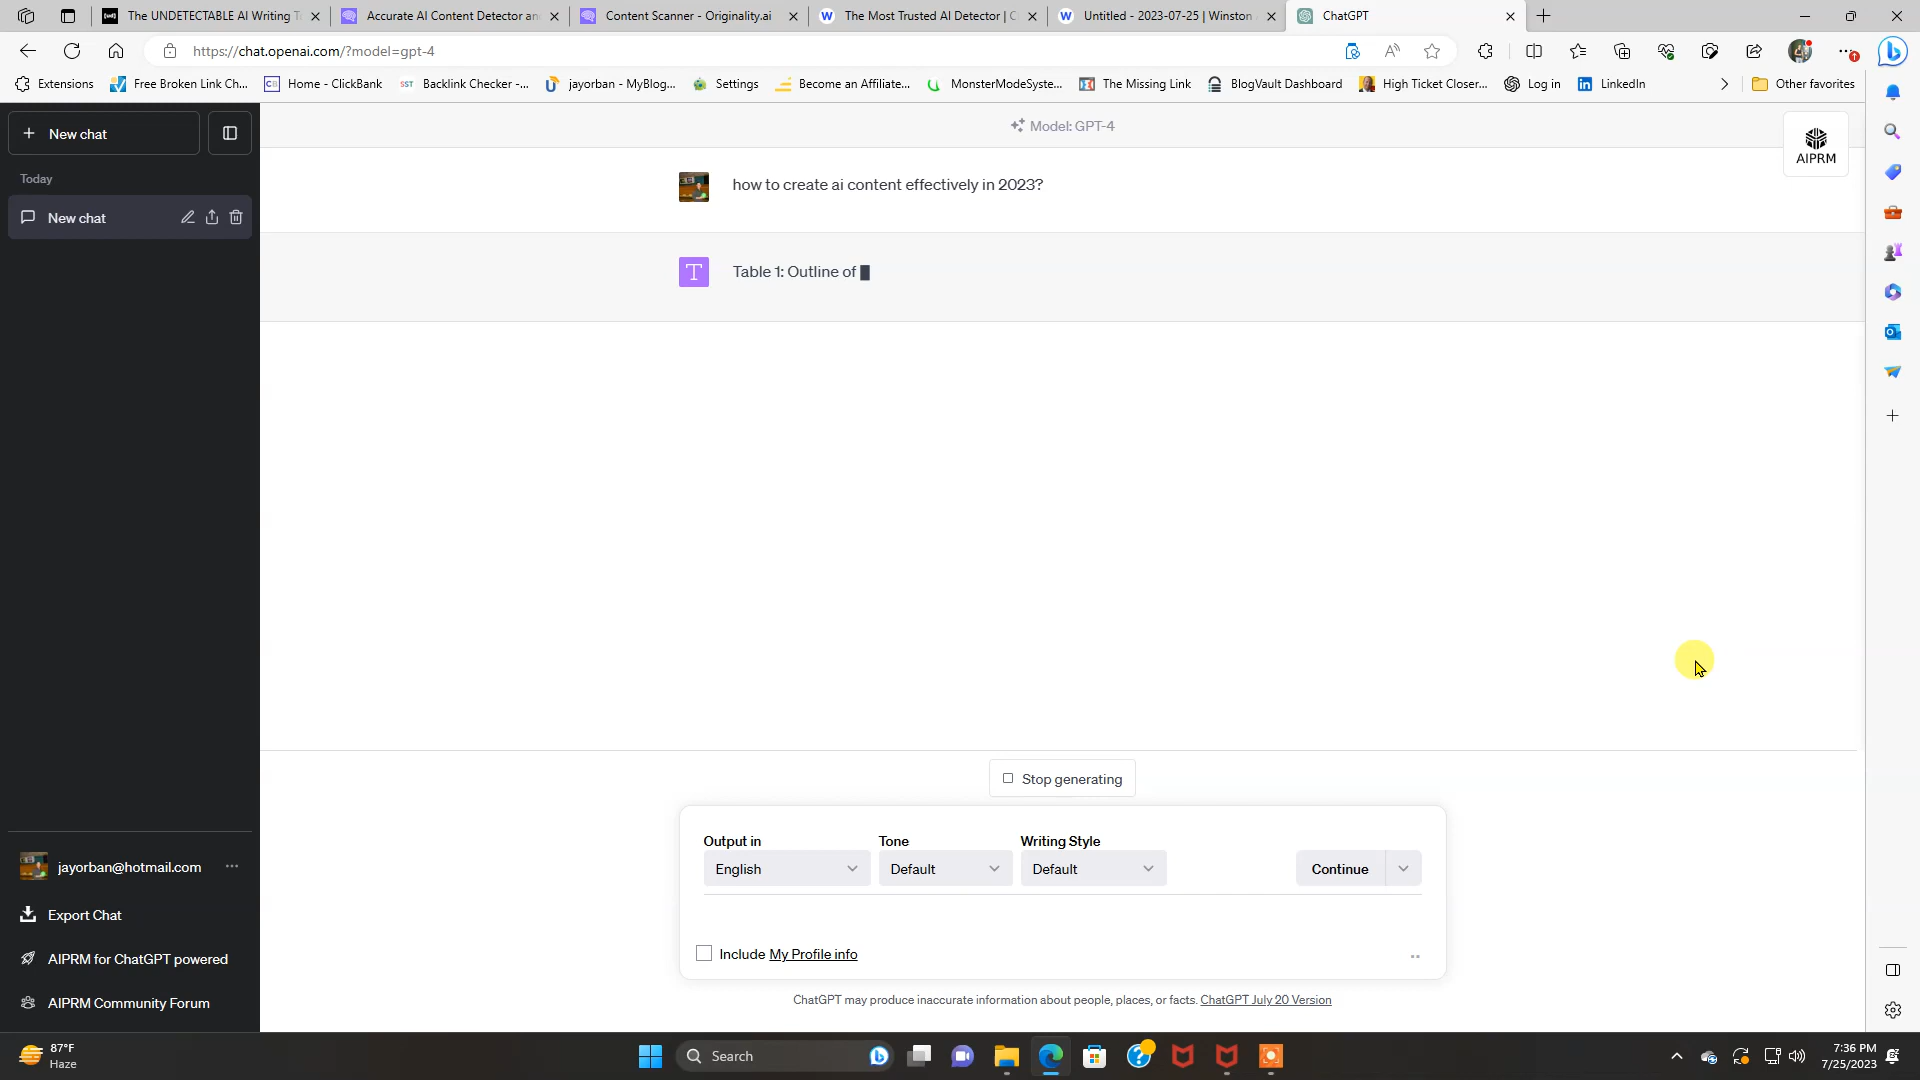 The UNDETECTABLE AI Writing T
Accurate AI Content Detector an
Content Scanner - Originality.ai
The Most Trusted AI Detector | C
Untitled - 2023-07-25 | Winston
ChatGPT
https://chat.openai.com/?model=gpt-4
Extensions
Free Broken Link Ch...
Home - ClickBank
Backlink Checker -...
jayorban - MyBlog...
Settings
Become an Affiliate...
MonsterModeSyste...
The Missing Link
BlogVault Dashboard
High Ticket Closer...
Log in
LinkedIn
Other favorites
New chat
Model: GPT-4
AIPRM
Today
New chat
how to create ai content effectively in 2023?
T
Table 1: Outline of
Stop generating
Output in
Tone
Writing Style
English
Default
Default
Continue
Include My Profile info
ChatGPT may produce inaccurate information about people, places, or facts. ChatGPT July 20 Version
jayorban@hotmail.com
Export Chat
AIPRM for ChatGPT powered
AIPRM Community Forum
87°F
Haze
Search
7:36 PM
7/25/2023